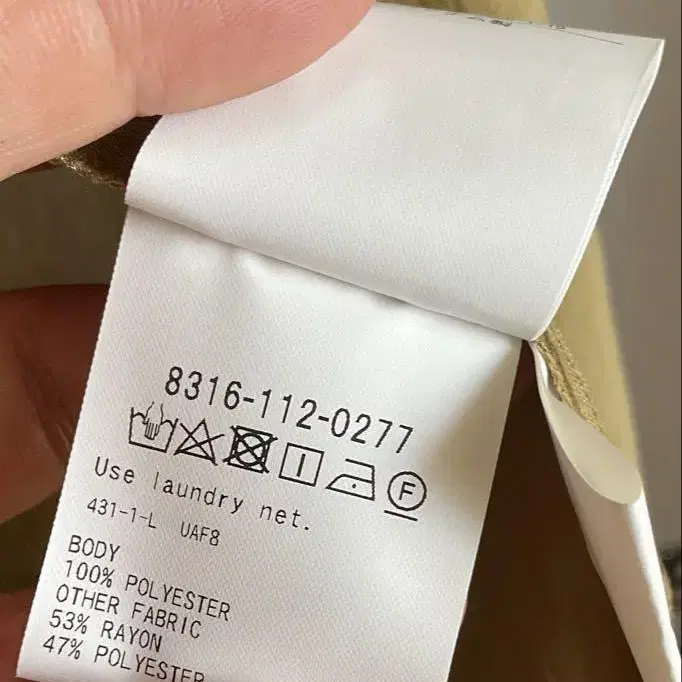 8316-112-0277
F
Use laundry net.
431-1-L UAF8
BODY
100% POLYESTER
OTHER FABRIC
53% RAYON
47% POLYESTER